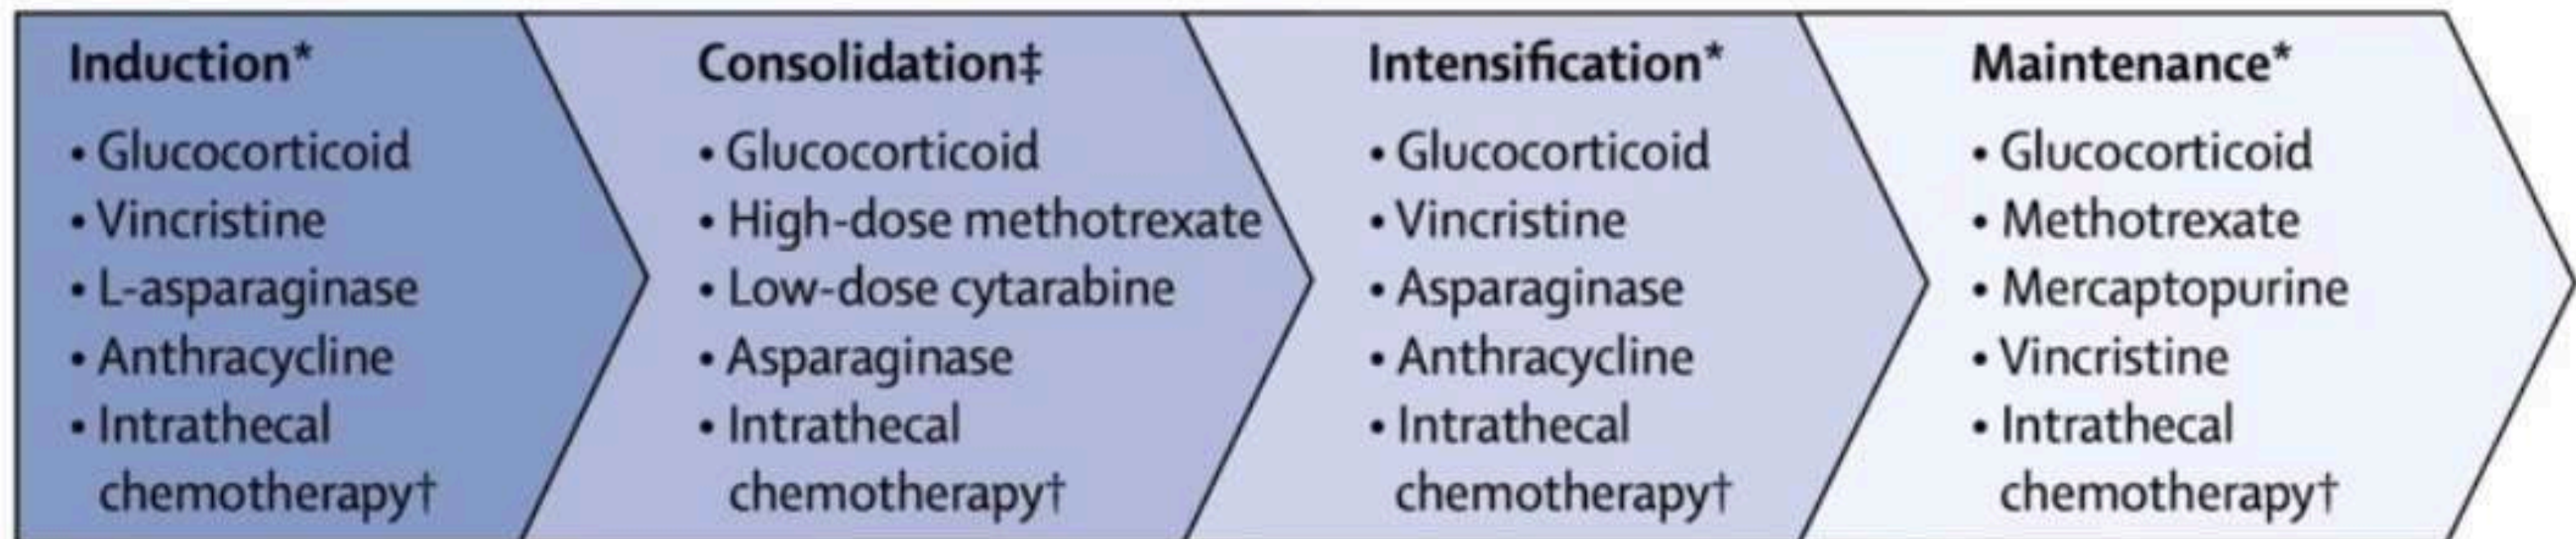 Induction*
• Glucocorticoid
• Vincristine
• L-asparaginase
• Anthracycline
• Intrathecal
chemotherapy†
Consolidation‡
• Glucocorticoid
• High-dose methotrexate
• Low-dose cytarabine
• Asparaginase
• Intrathecal
chemotherapy†
Intensification*
• Glucocorticoid
• Vincristine
• Asparaginase
• Anthracycline
• Intrathecal
chemotherapy†
Maintenance*
• Glucocorticoid
• Methotrexate
• Mercaptopurine
• Vincristine
• Intrathecal
chemotherapy†